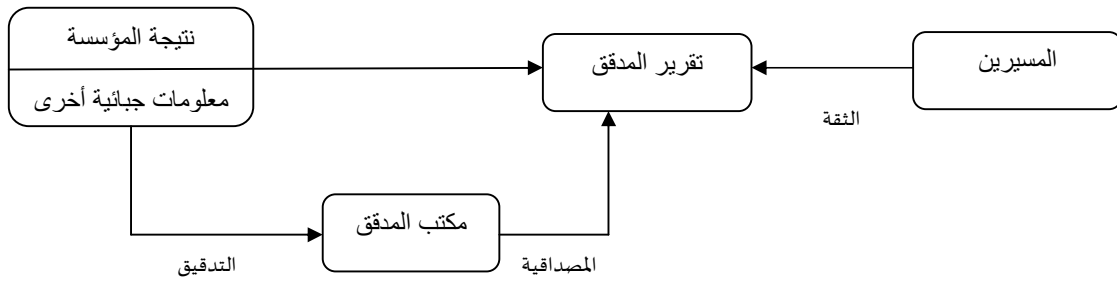 نتيجة المؤسسة
معلومات جبائية أخرى
تقرير المدقق
المسيرين
الثقة
مكتب المدقق
المصداقية
التدقيق